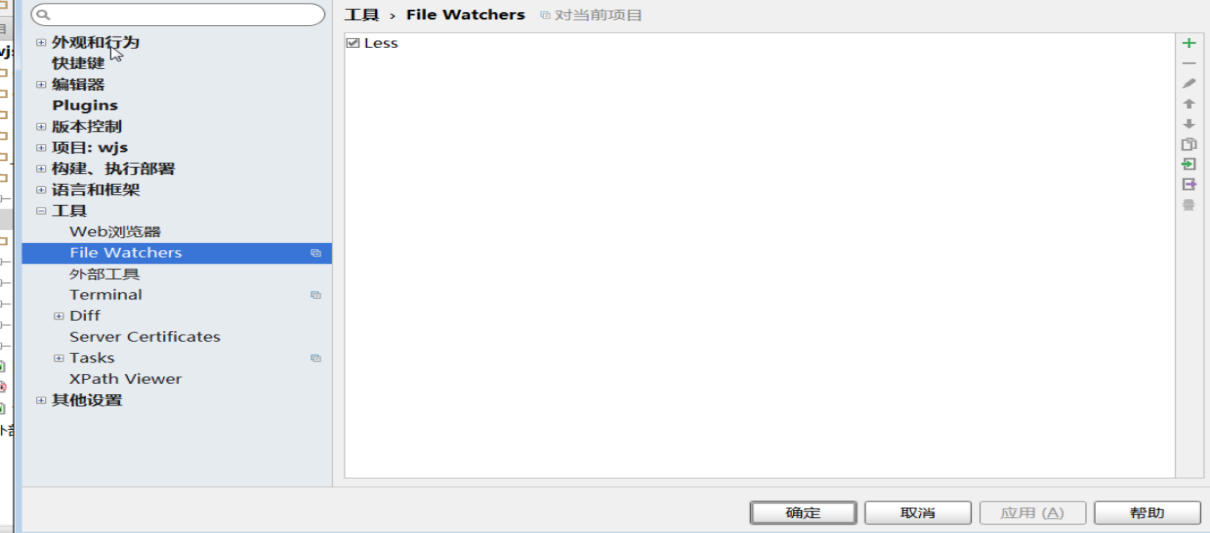 工具 › File Watchers 对当前项目
外观和行为
快捷键
编辑器
Plugins
版本控制
项目: wjs
构建、执行部署
语言和框架
工具
Web浏览器
File Watchers
外部工具
Terminal
Diff
Server Certificates
Tasks
XPath Viewer
其他设置
Less
确定
取消
应用 (A)
帮助